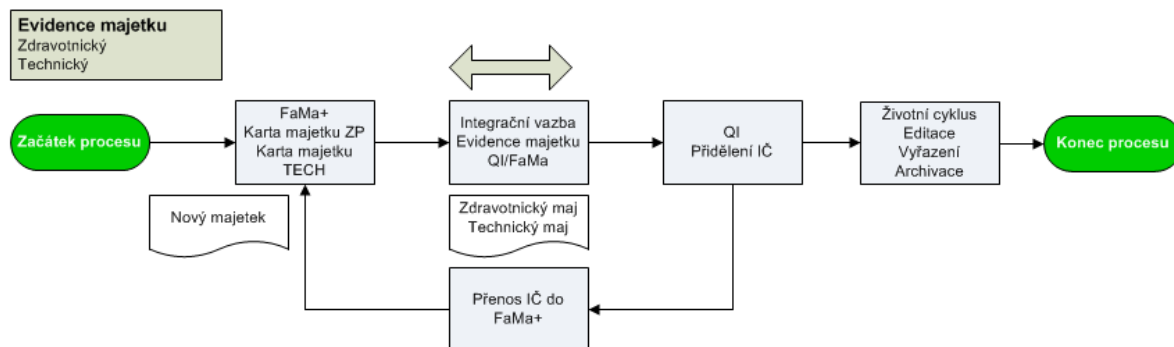 Evidence majetku
Zdravotnický
Technický
Začátek procesu
FaMa+
Karta majetku ZP
Karta majetku
TECH
Integrační vazba
Evidence majetku
QI/FaMa
QI
Přidělení IČ
Životní cyklus
Editace
Vyřazení
Archivace
Konec procesu
Nový majetek
Zdravotnický maj
Technický maj
Přenos IČ do
FaMa+